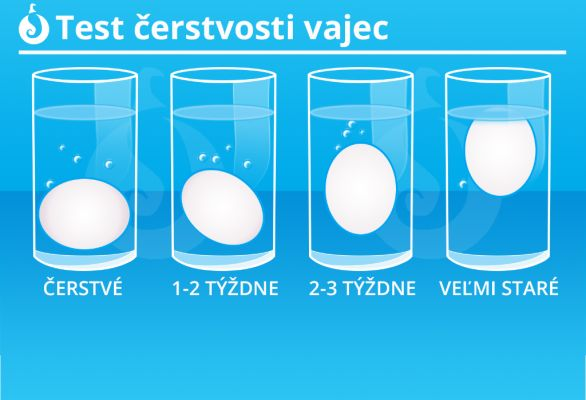 Test čerstvosti vajec
ČERSTVÉ
1-2 TÝŽDNE
2-3 TÝŽDNE
VEĽMI STARÉ